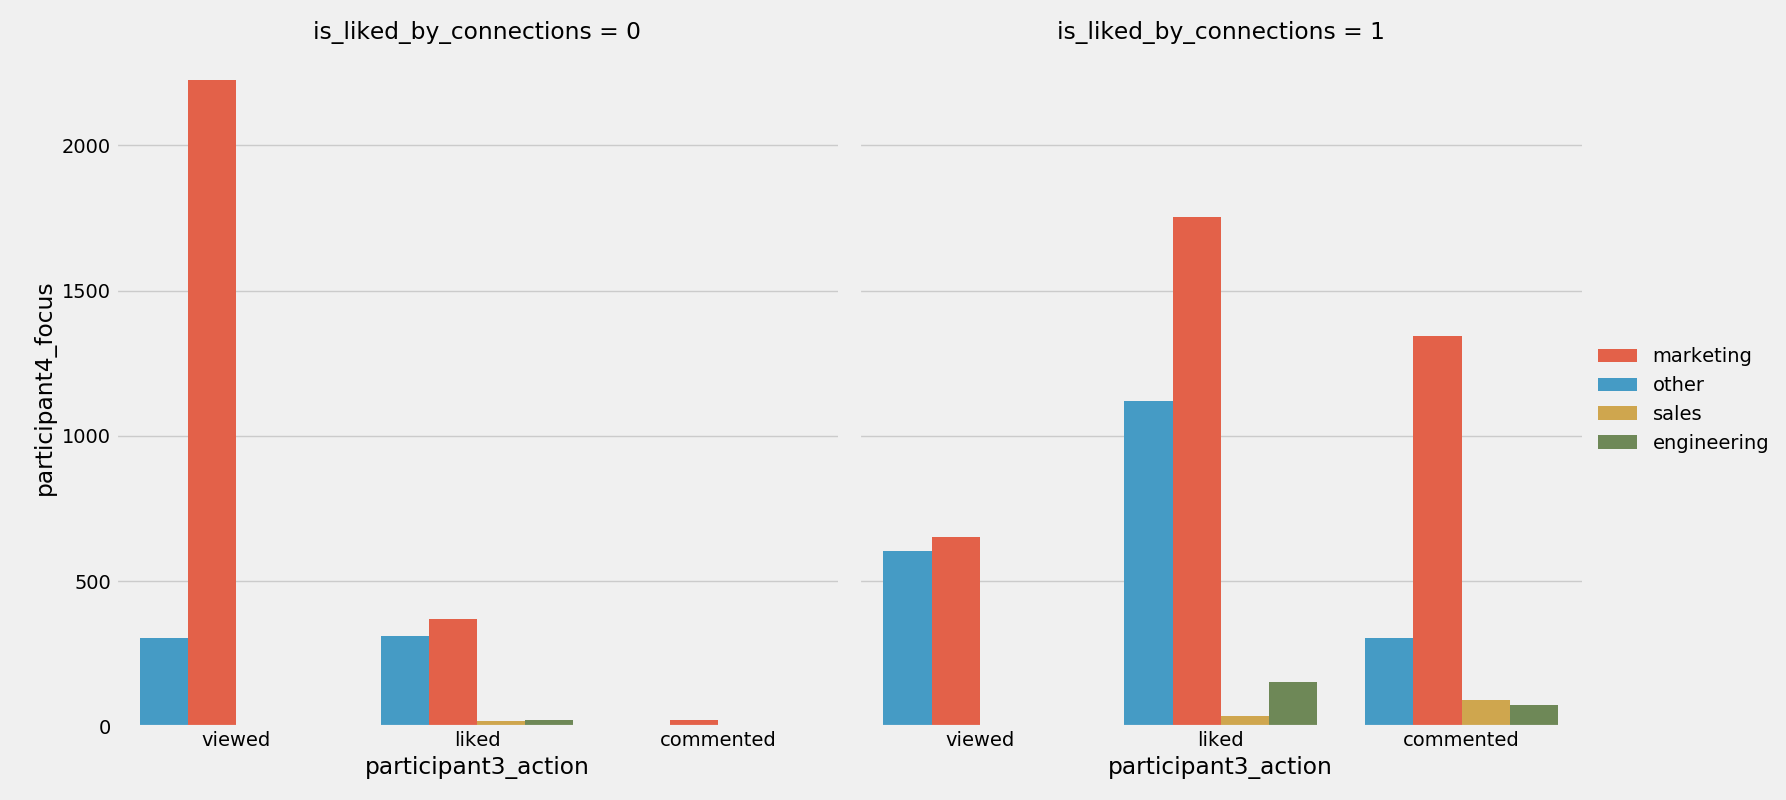 is_liked_by_connections = 0
is_liked_by_connections = 1
participant4_focus
2000
1500
1000
500
0
viewed
liked
commented
participant3_action
viewed
liked
commented
participant3_action
marketing
other
sales
engineering